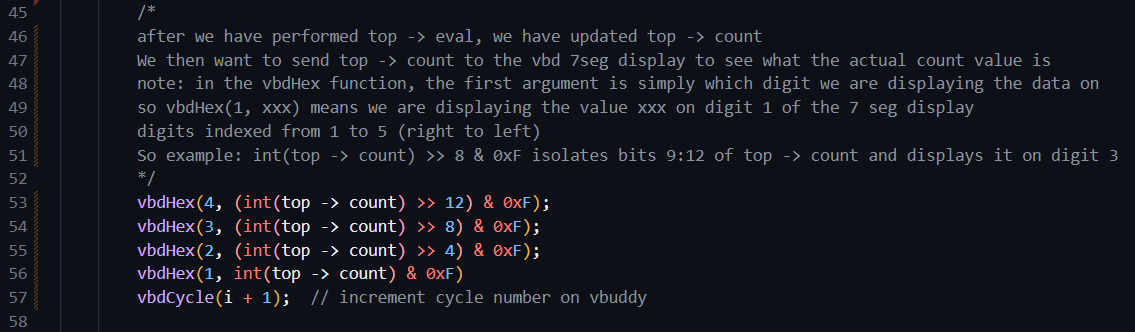 45 /*
46 after we have performed top -> eval, we have updated top -> count
47 We then want to send top -> count to the vbd 7seg display to see what the actual count value is
48 note: in the vbdHex function, the first argument is simply which digit we are displaying the data on
49 so vbdHex(1, xxx) means we are displaying the value xxx on digit 1 of the 7 seg display
50 digits indexed from 1 to 5 (right to left)
51 So example: int(top -> count) >> 8 & 0xF isolates bits 9:12 of top -> count and displays it on digit 3
52 */
53 vbdHex(4, (int(top -> count) >> 12) & 0xF);
54 vbdHex(3, (int(top -> count) >> 8) & 0xF);
55 vbdHex(2, (int(top -> count) >> 4) & 0xF);
56 vbdHex(1, int(top -> count) & 0xF)
57 vbdCycle(i + 1);  // increment cycle number on vbuddy
58